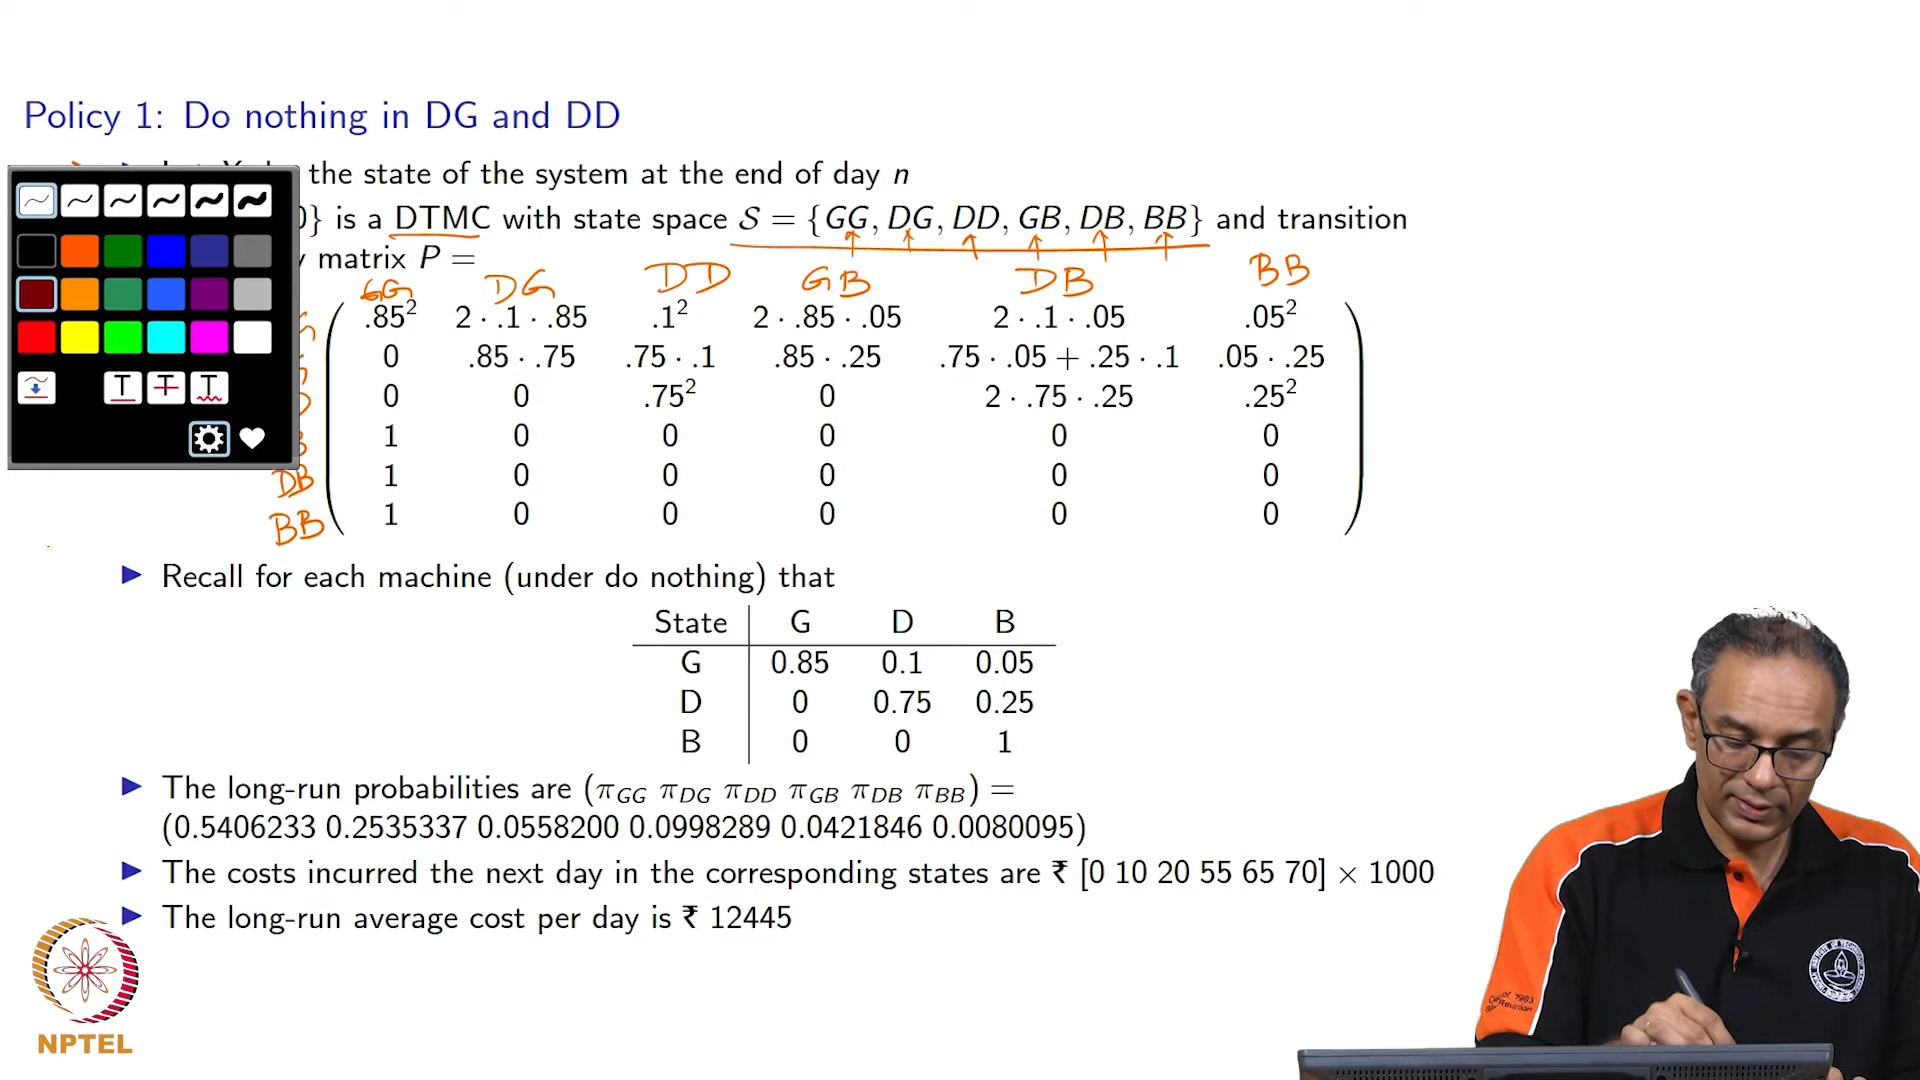 Policy 1: Do nothing in DG and DD
the state of the system at the end of day n
0} is a DTMC with state space S = {GG, DG, DD, GB, DB, BB} and transition
matrix P =
GG DG DD GB DB BB
.85² 2 · .1 · .85 .1² 2 · .85 · .05 2 · .1 · .05 .05²
0 .85 · .75 .75 · .1 .85 · .25 .75 · .05 + .25 · .1 .05 · .25
0 0 .75² 0 2 · .75 · .25 .25²
1 0 0 0 0 0
DB 1 0 0 0 0 0
BB 1 0 0 0 0 0
▶ Recall for each machine (under do nothing) that
State G D B
G 0.85 0.1 0.05
D 0 0.75 0.25
B 0 0 1
▶ The long-run probabilities are (π_GG π_DG π_DD π_GB π_DB π_BB) =
(0.5406233 0.2535337 0.0558200 0.0998289 0.0421846 0.0080095)
▶ The costs incurred the next day in the corresponding states are ₹ [0 10 20 55 65 70] × 1000
▶ The long-run average cost per day is ₹ 12445
NPTEL